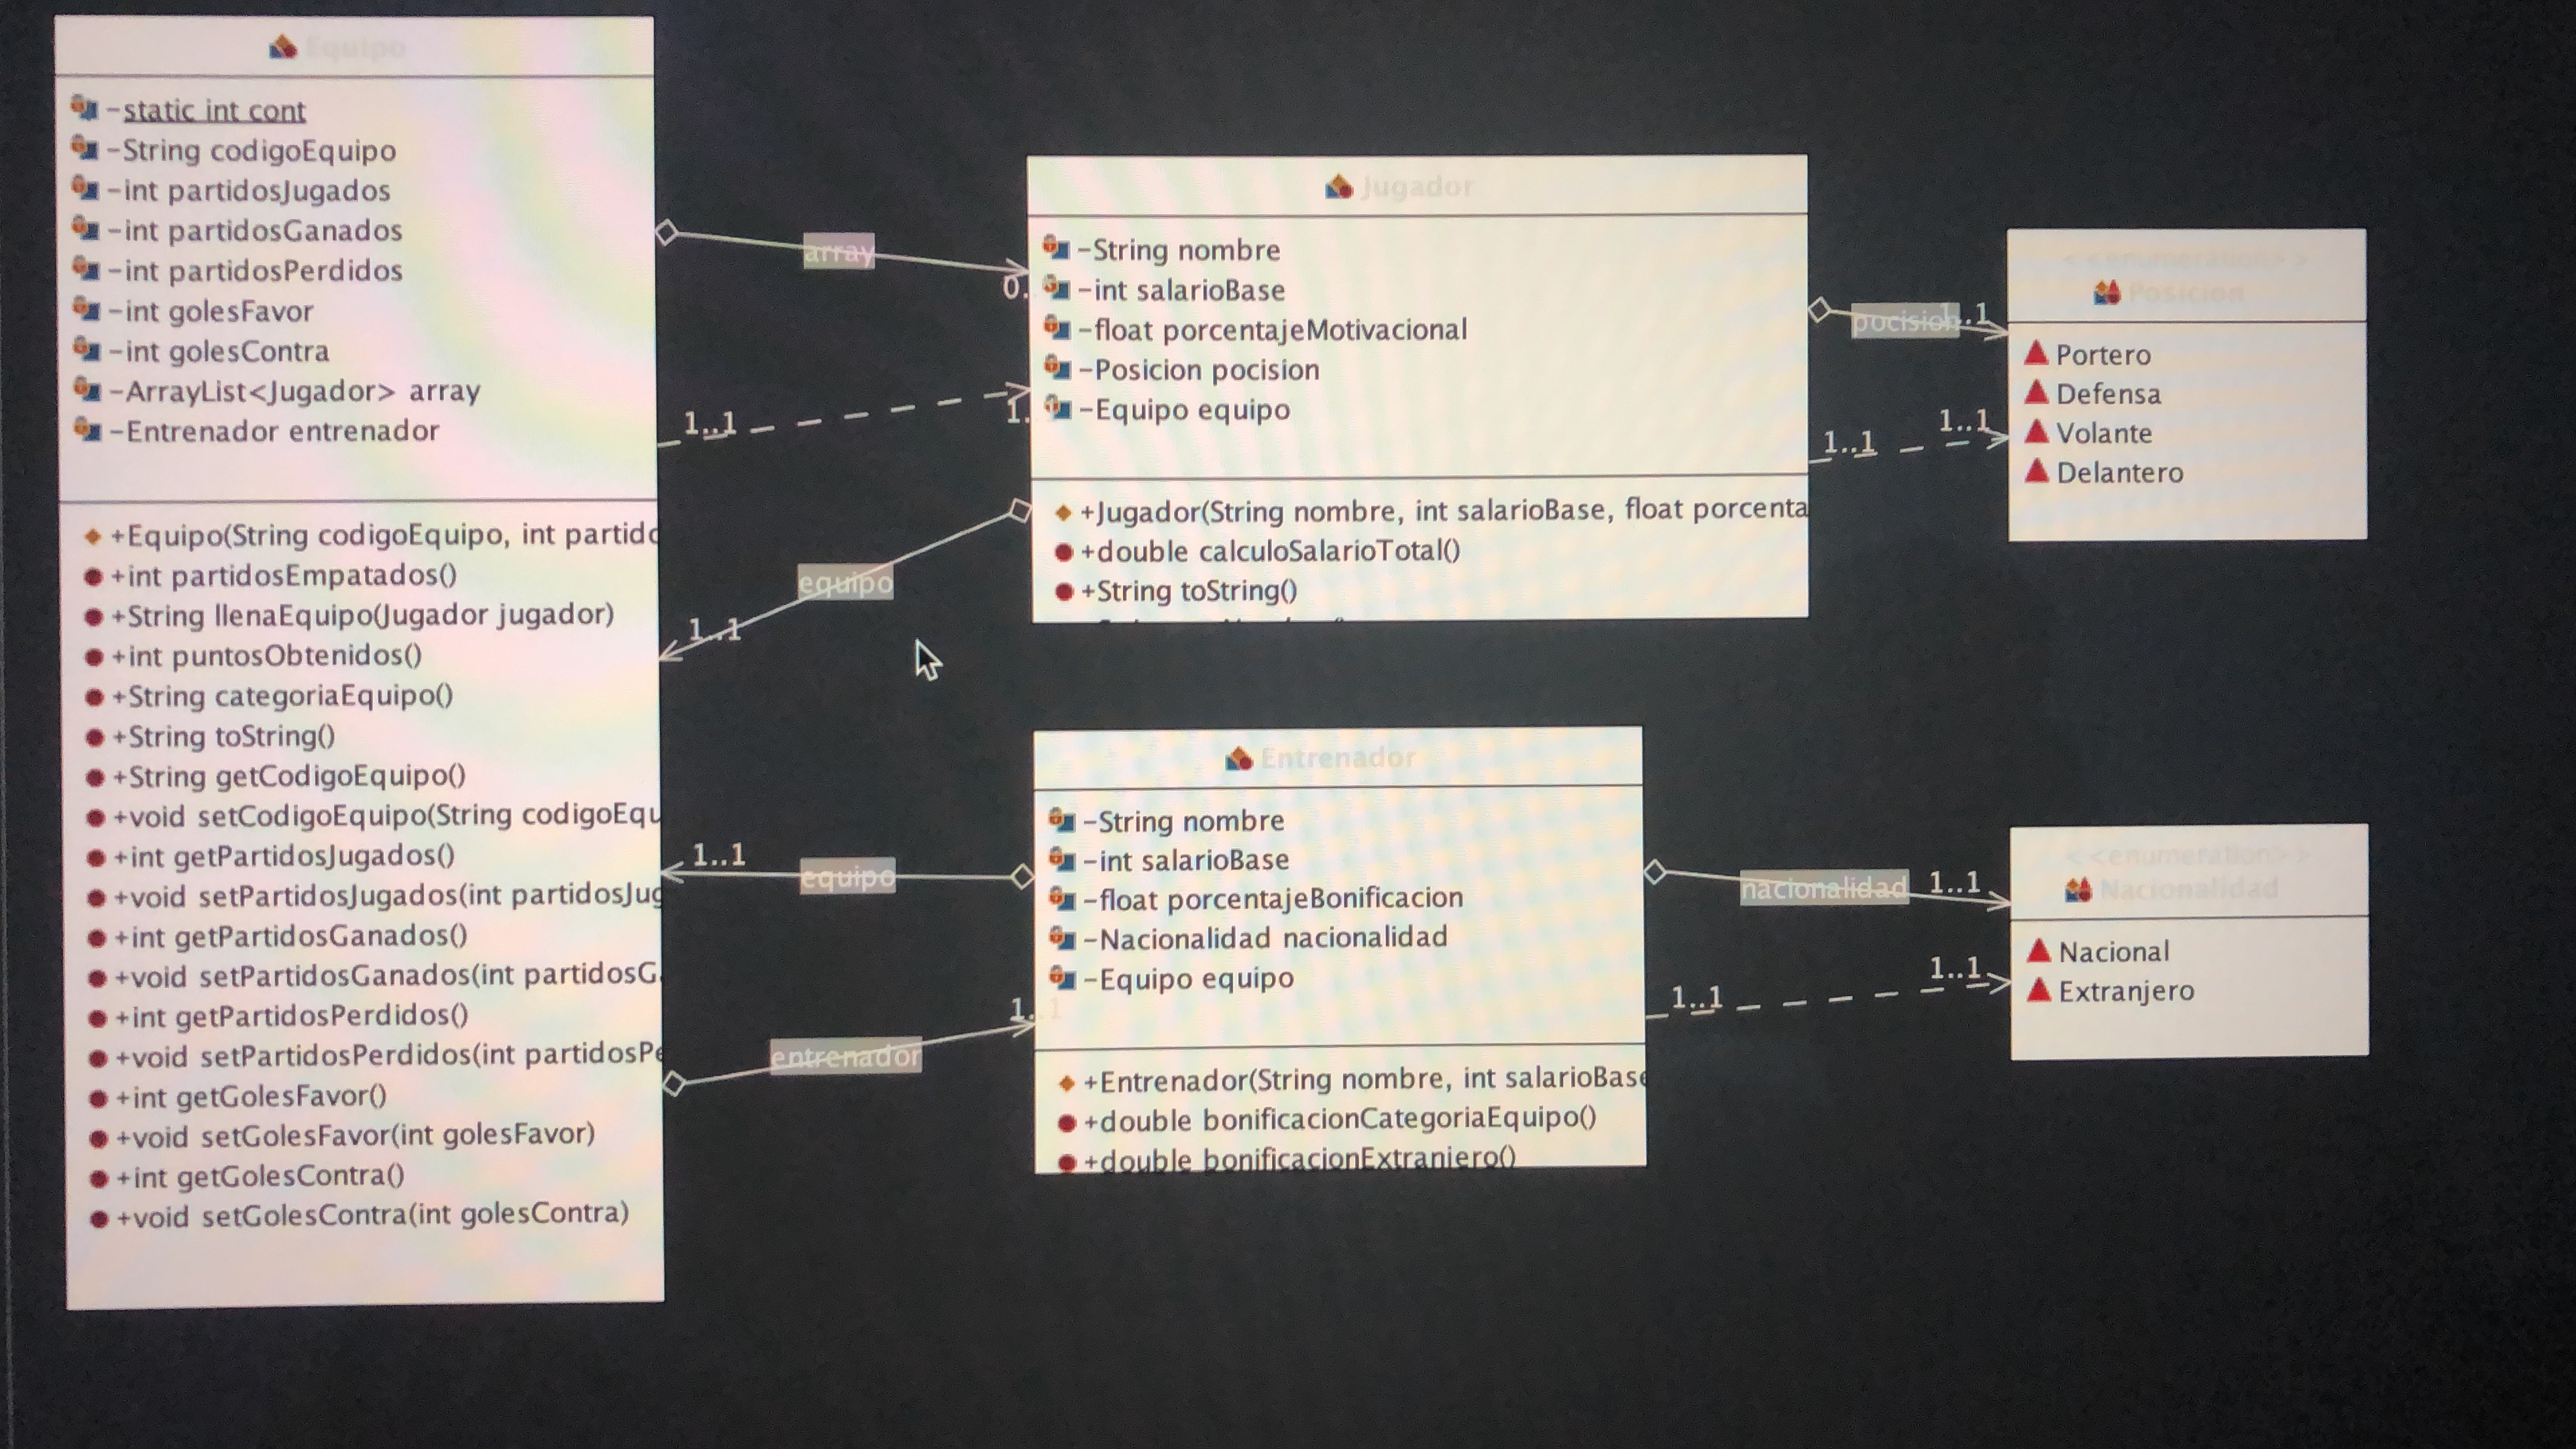 Equipo
-static int cont
-String codigoEquipo
-int partidosJugados
-int partidosGanados
-int partidosPerdidos
-int golesFavor
-int golesContra
-ArrayList<Jugador> array
-Entrenador entrenador
+Equipo(String codigoEquipo, int partido
+int partidosEmpatados()
+String llenaEquipo(Jugador jugador)
+int puntosObtenidos()
+String categoriaEquipo()
+String toString()
+String getCodigoEquipo()
+void setCodigoEquipo(String codigoEqu
+int getPartidosJugados()
+void setPartidosJugados(int partidosJug
+int getPartidosGanados()
+void setPartidosGanados(int partidosG
+int getPartidosPerdidos()
+void setPartidosPerdidos(int partidosPe
+int getGolesFavor()
+void setGolesFavor(int golesFavor)
+int getGolesContra()
+void setGolesContra(int golesContra)
array
0.
1..1
1.
equipo
1..1
1..1
equipo
1..1
entrenador
Jugador
-String nombre
-int salarioBase
-float porcentajeMotivacional
-Posicion pocision
-Equipo equipo
+Jugador(String nombre, int salarioBase, float porcenta
+double calculoSalarioTotal()
+String toString()
Entrenador
-String nombre
-int salarioBase
-float porcentajeBonificacion
-Nacionalidad nacionalidad
-Equipo equipo
+Entrenador(String nombre, int salarioBase
+double bonificacionCategoriaEquipo()
+double bonificacionExtranjero()
pocision
1..1
1..1
1..1
nacionalidad
1..1
1..1
1..1
<<enumeration>>
Posicion
Portero
Defensa
Volante
Delantero
<<enumeration>>
Nacionalidad
Nacional
Extranjero